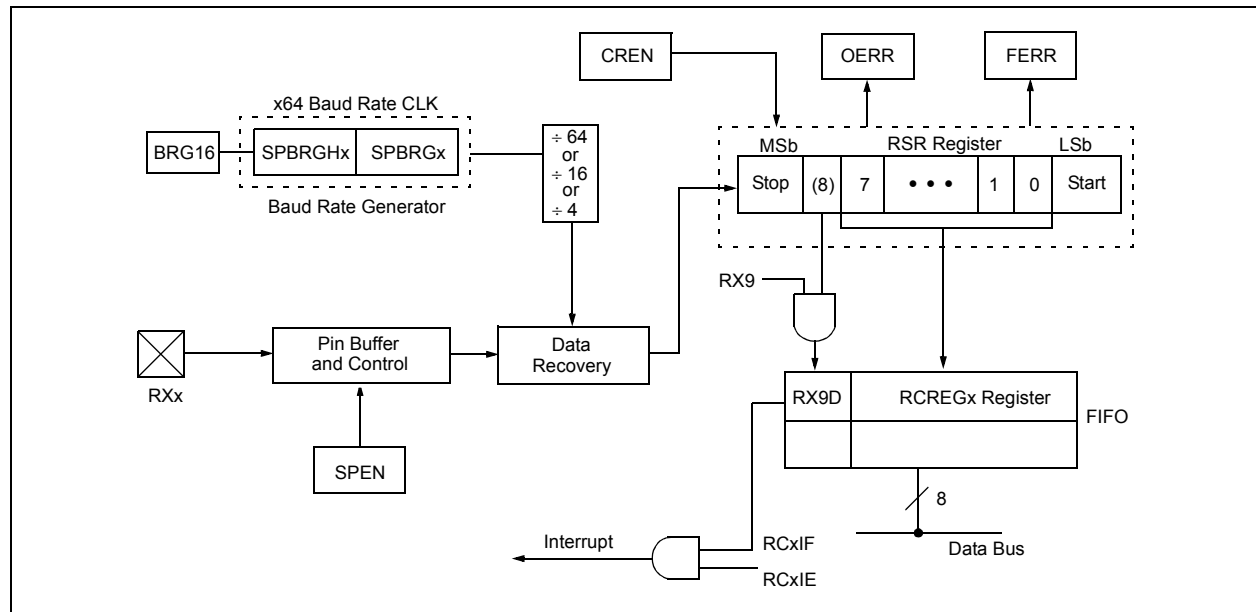 CREN
OERR
FERR
x64 Baud Rate CLK
BRG16
SPBRGHx
SPBRGx
Baud Rate Generator
÷ 64
or
÷ 16
or
÷ 4
MSb
RSR Register
LSb
Stop
(8)
7
• • •
1
0
Start
RX9
RXx
Pin Buffer
and Control
Data
Recovery
SPEN
RX9D
RCREGx Register
FIFO
8
Data Bus
Interrupt
RCxIF
RCxIE